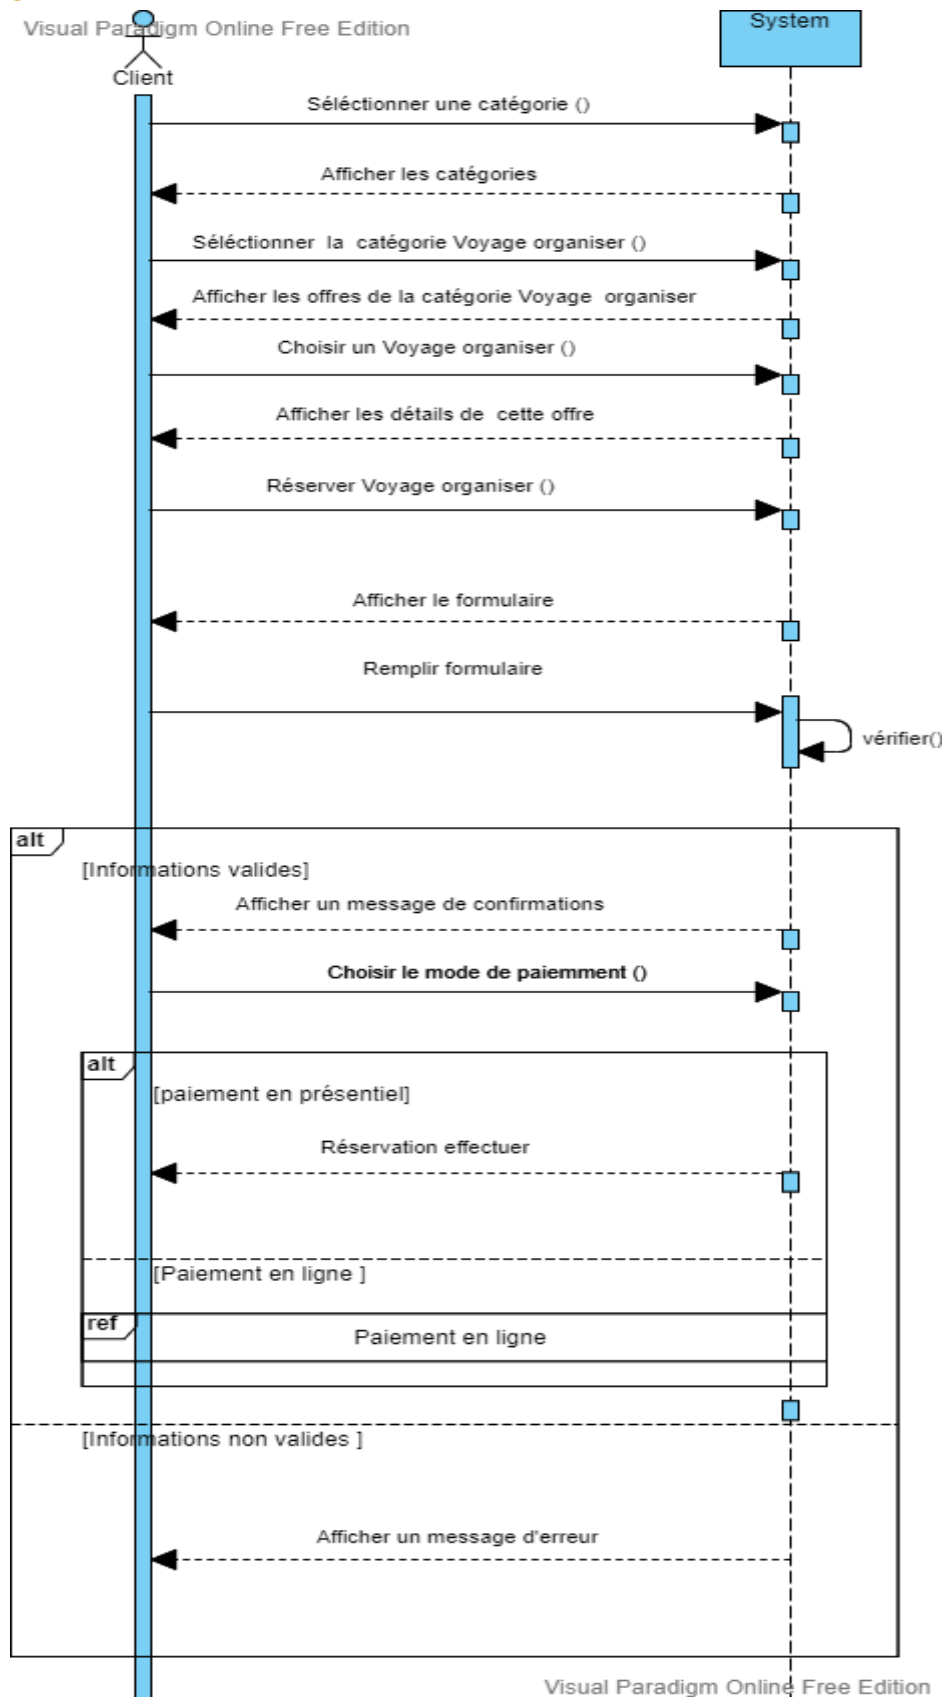 Visual Paradigm Online Free Edition
System
Client
Séléctionner une catégorie ()
Afficher les catégories
Séléctionner la catégorie Voyage organiser ()
Afficher les offres de la catégorie Voyage organiser
Choisir un Voyage organiser ()
Afficher les détails de cette offre
Réserver Voyage organiser ()
Afficher le formulaire
Remplir formulaire
vérifier()
alt
[Informations valides]
Afficher un message de confirmations
Choisir le mode de paiemment ()
alt
[paiement en présentiel]
Réservation effectuer
[Paiement en ligne ]
ref
Paiement en ligne
[Informations non valides ]
Afficher un message d'erreur
Visual Paradigm Online Free Edition